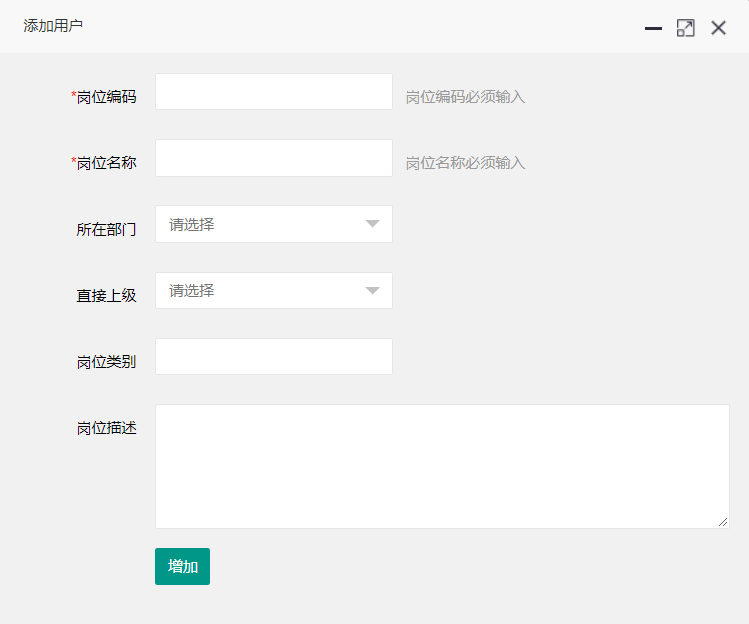 添加用户
*岗位编码 岗位编码必须输入
*岗位名称 岗位名称必须输入
所在部门 请选择
直接上级 请选择
岗位类别
岗位描述
增加